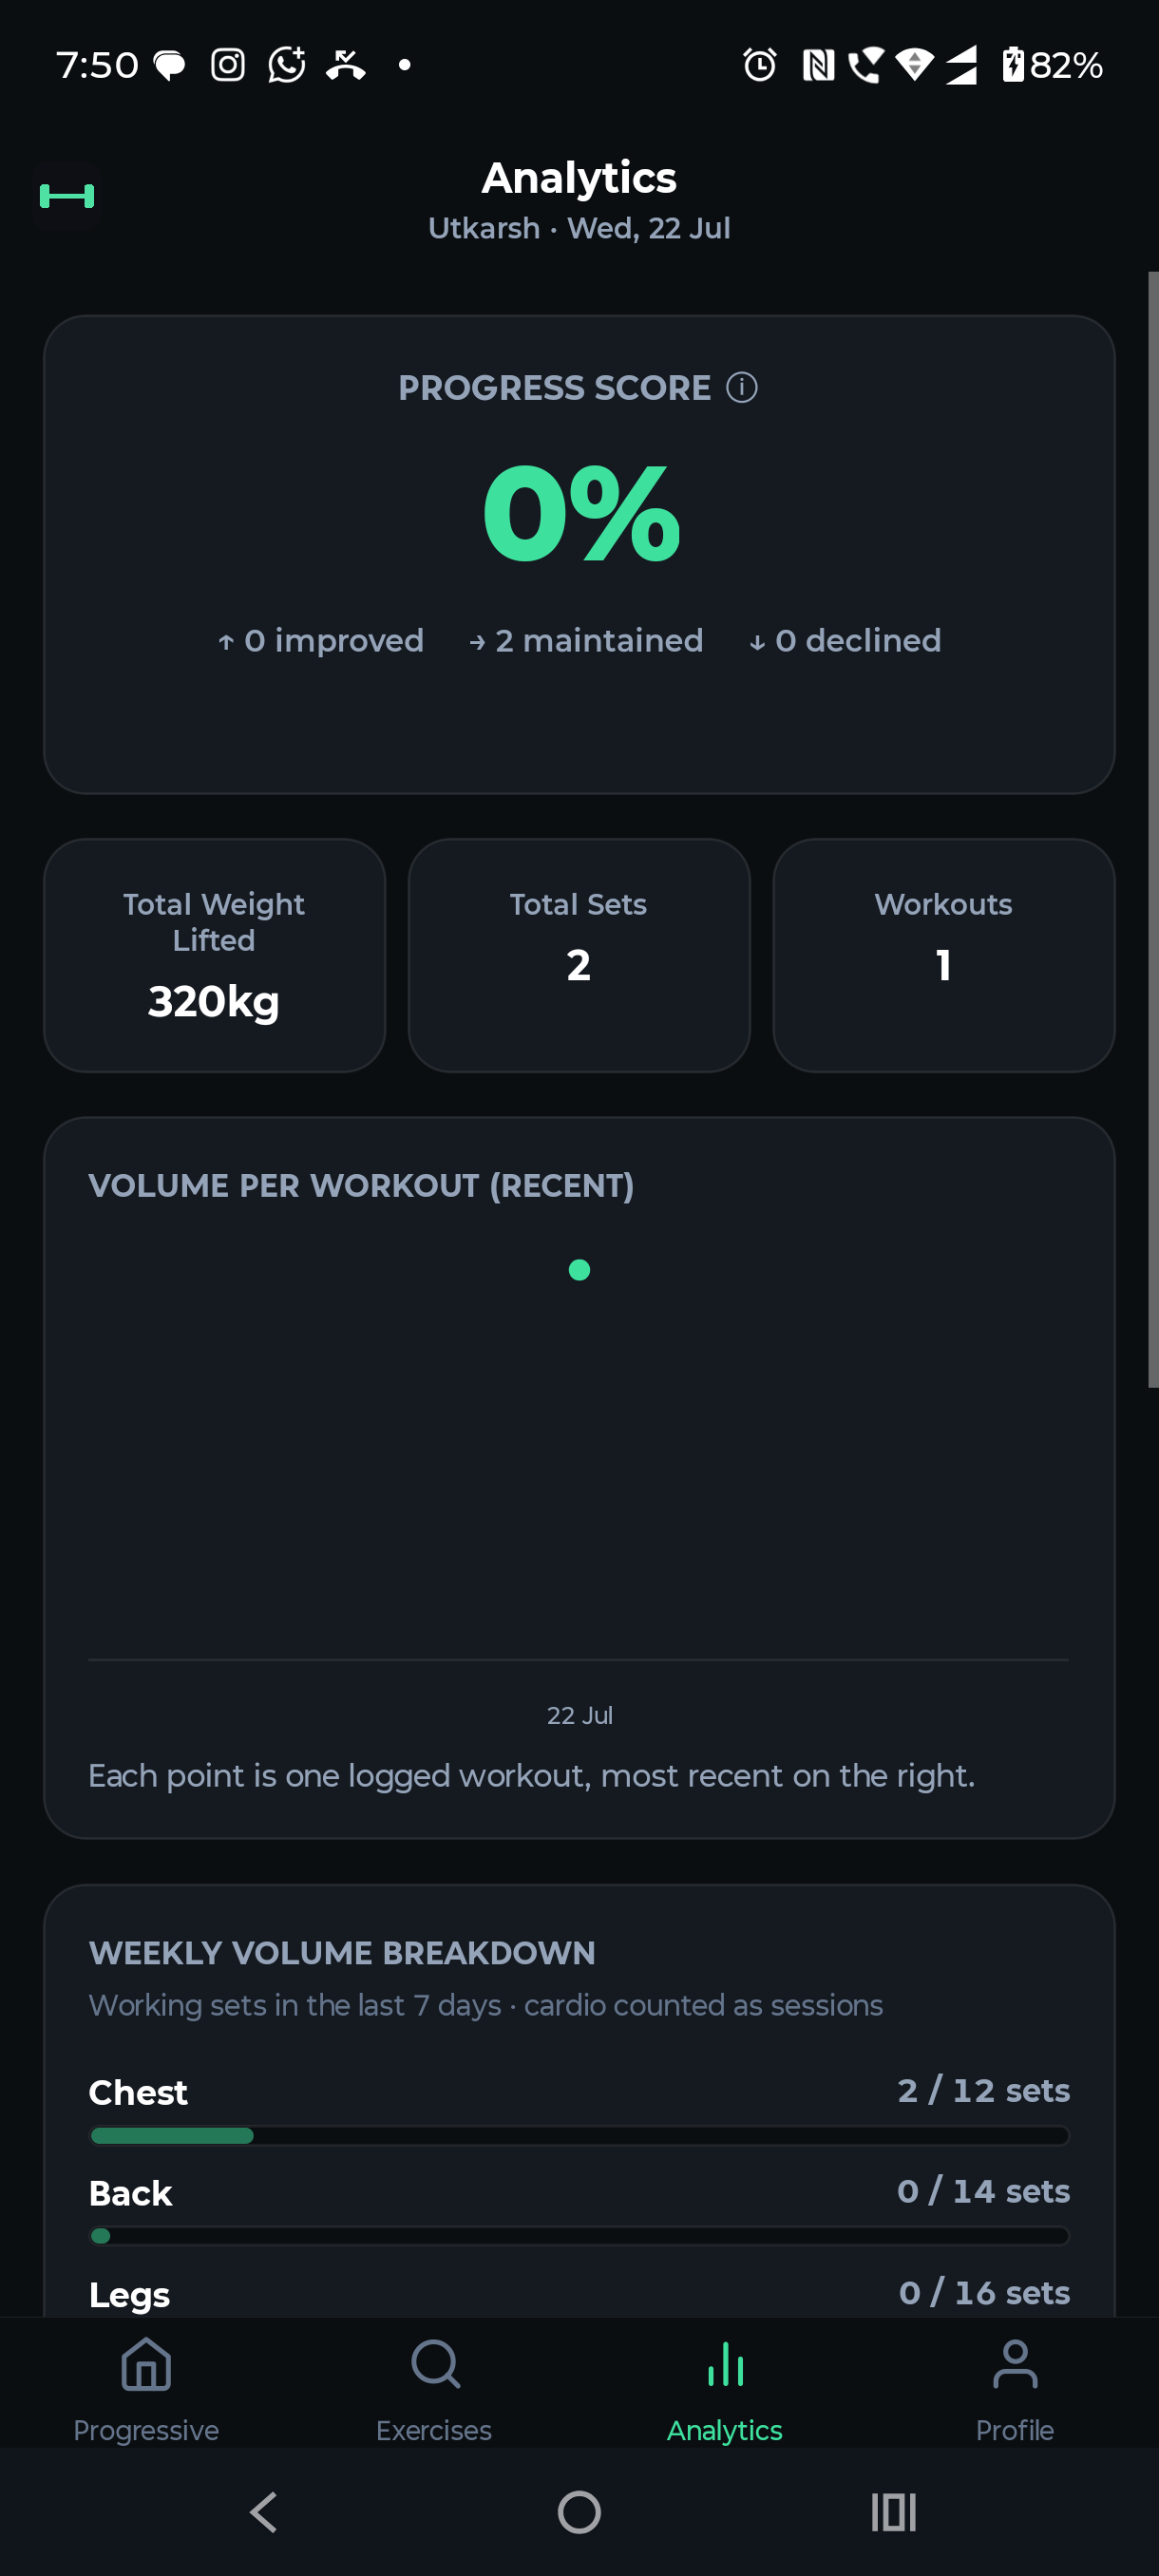 7:50
82%
Analytics
Utkarsh · Wed, 22 Jul
PROGRESS SCORE ⓘ
0%
↑ 0 improved → 2 maintained ↓ 0 declined
Total Weight
Lifted
320kg
Total Sets
2
Workouts
1
VOLUME PER WORKOUT (RECENT)
22 Jul
Each point is one logged workout, most recent on the right.
WEEKLY VOLUME BREAKDOWN
Working sets in the last 7 days · cardio counted as sessions
Chest 2 / 12 sets
Back 0 / 14 sets
Legs 0 / 16 sets
Progressive Exercises Analytics Profile